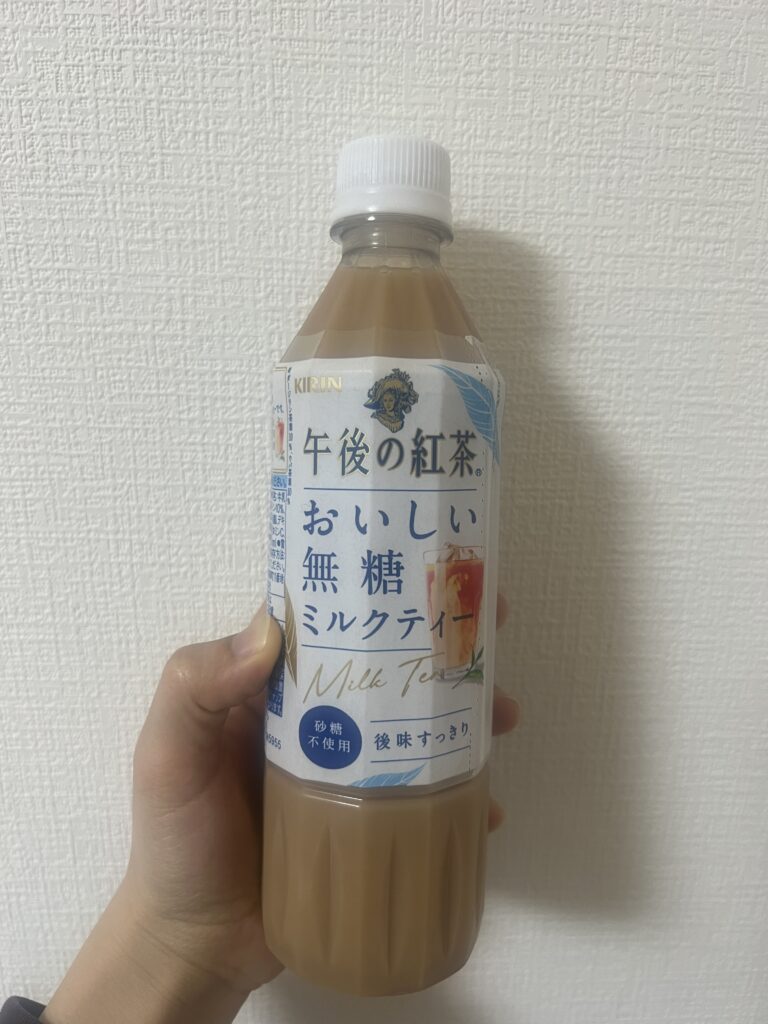 KIRIN
午後の紅茶®
おいしい
無糖
ミルクティー
Milk Tea
砂糖
不使用
後味すっきり